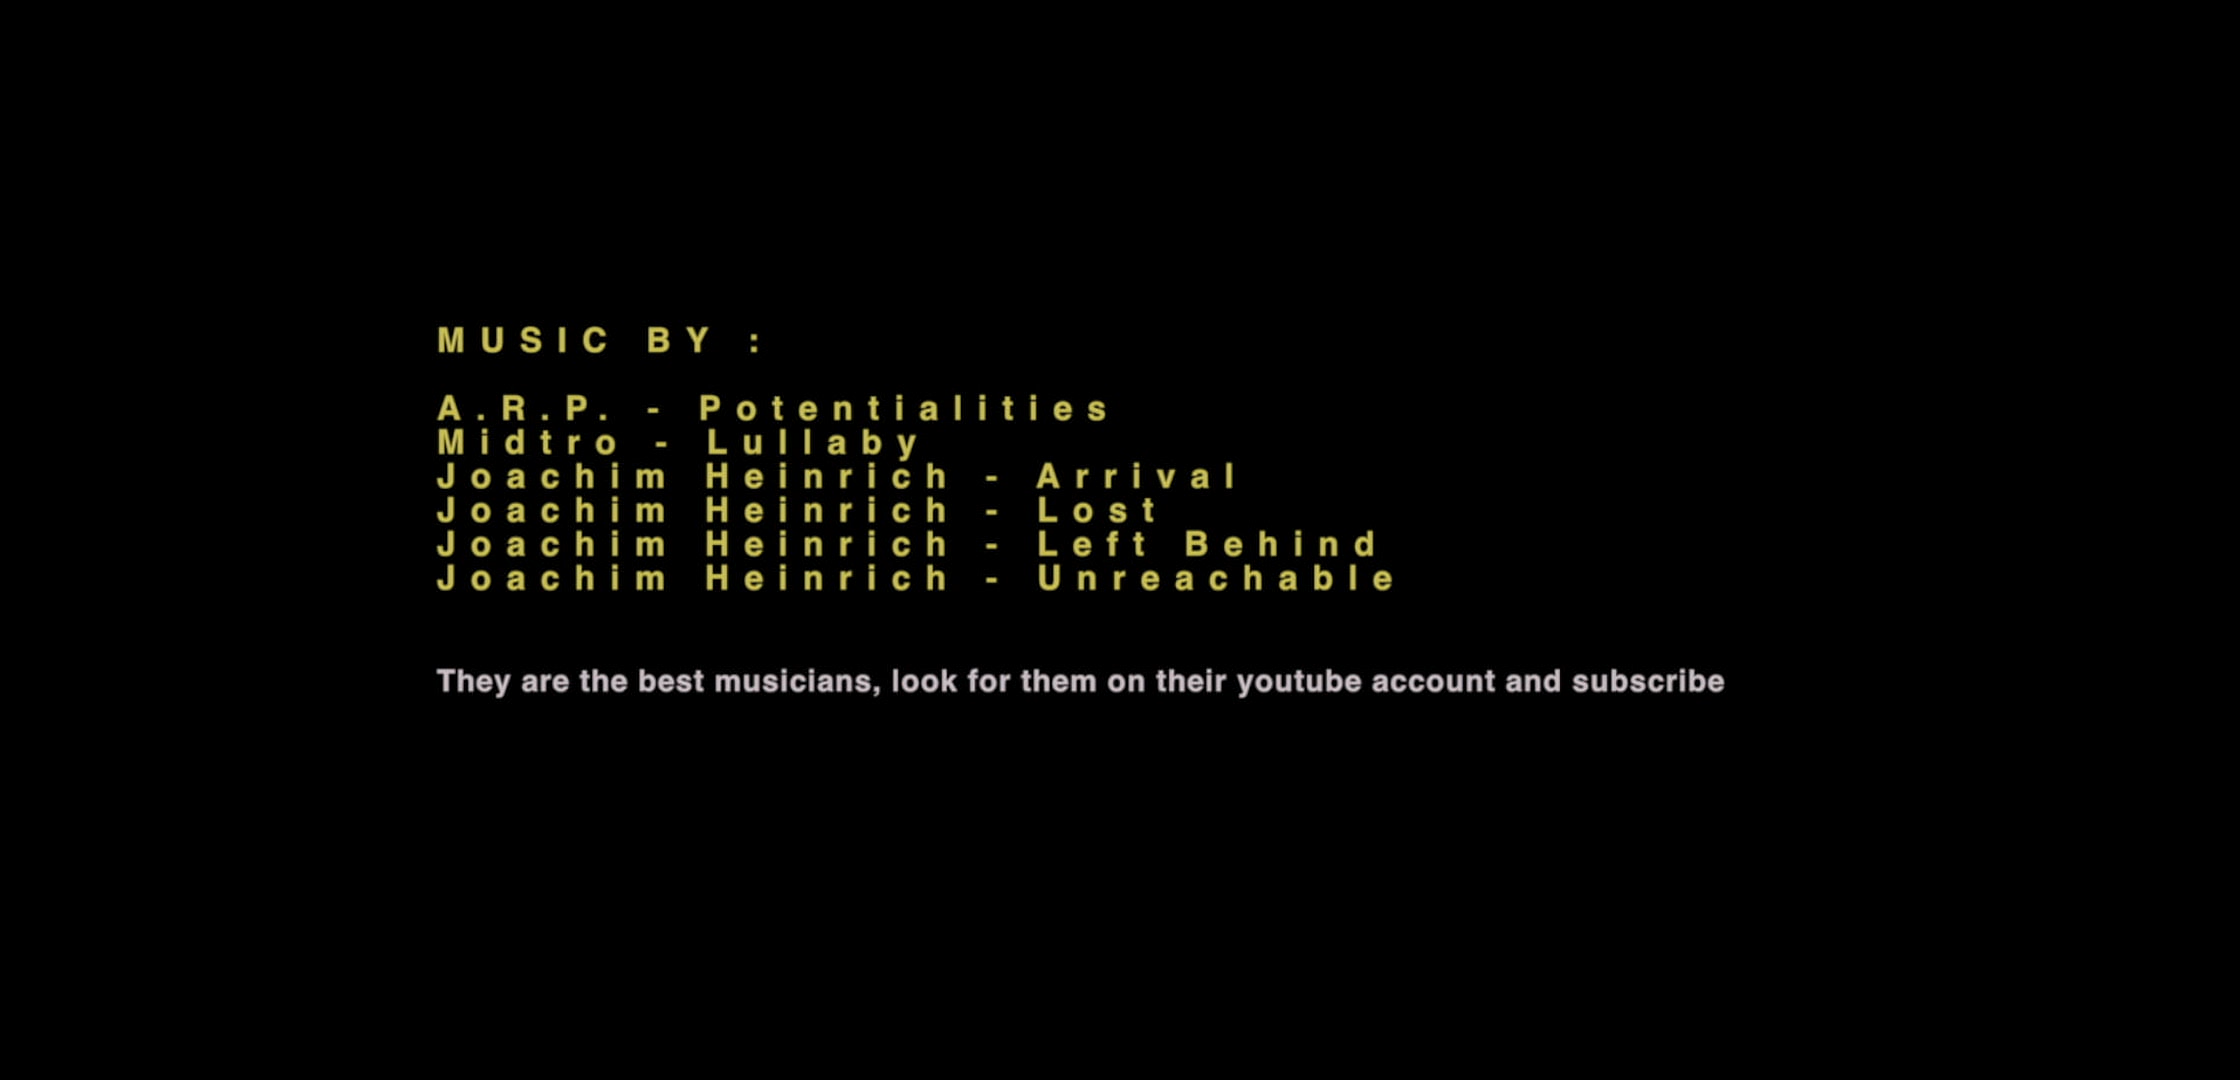 MUSIC BY :
A.R.P. - Potentialities
Midtro - Lullaby
Joachim Heinrich - Arrival
Joachim Heinrich - Lost
Joachim Heinrich - Left Behind
Joachim Heinrich - Unreachable
They are the best musicians, look for them on their youtube account and subscribe